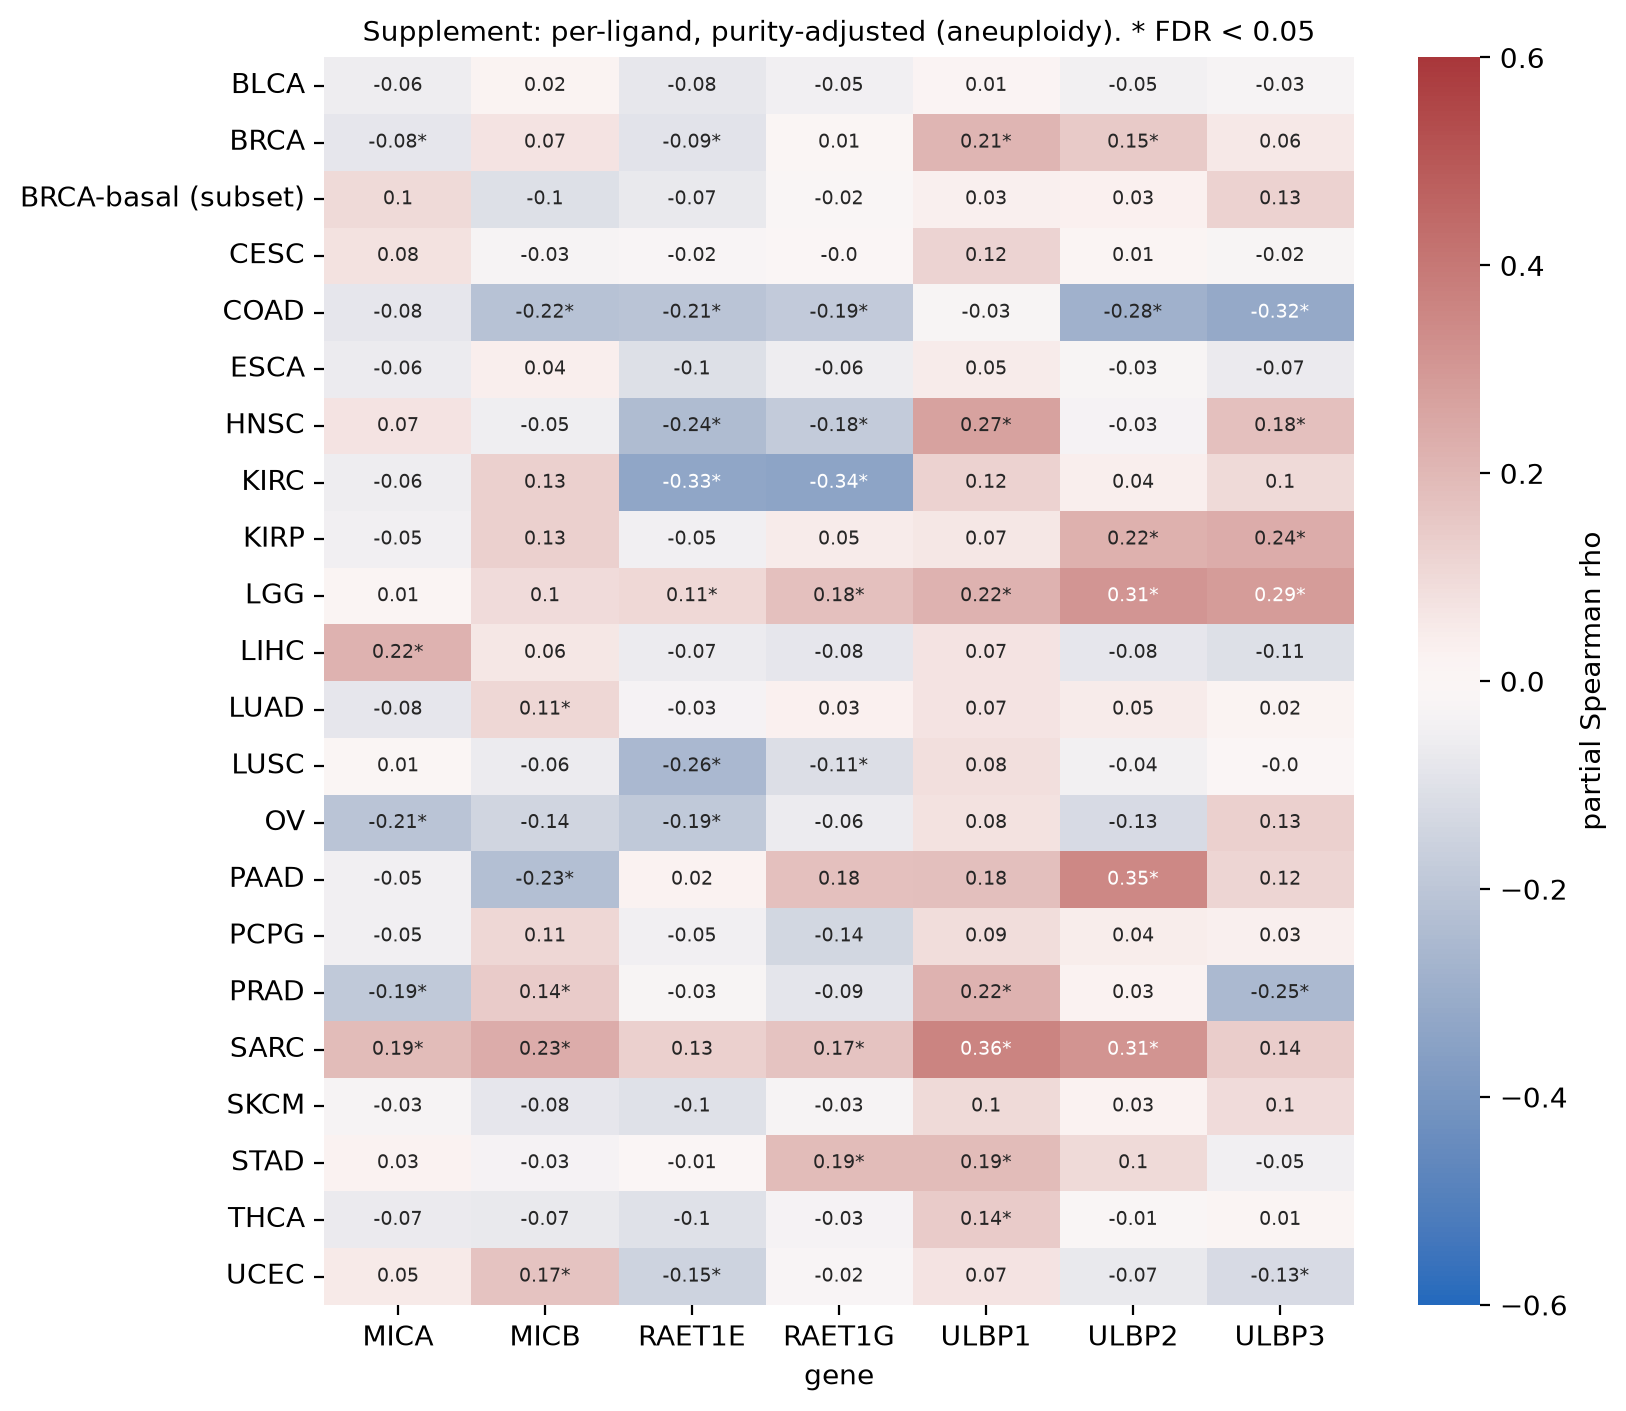 Supplement: per-ligand, purity-adjusted (aneuploidy). * FDR < 0.05
BLCA -0.06 0.02 -0.08 -0.05 0.01 -0.05 -0.03
BRCA -0.08* 0.07 -0.09* 0.01 0.21* 0.15* 0.06
BRCA-basal (subset) 0.1 -0.1 -0.07 -0.02 0.03 0.03 0.13
CESC 0.08 -0.03 -0.02 -0.0 0.12 0.01 -0.02
COAD -0.08 -0.22* -0.21* -0.19* -0.03 -0.28* -0.32*
ESCA -0.06 0.04 -0.1 -0.06 0.05 -0.03 -0.07
HNSC 0.07 -0.05 -0.24* -0.18* 0.27* -0.03 0.18*
KIRC -0.06 0.13 -0.33* -0.34* 0.12 0.04 0.1
KIRP -0.05 0.13 -0.05 0.05 0.07 0.22* 0.24*
LGG 0.01 0.1 0.11* 0.18* 0.22* 0.31* 0.29*
LIHC 0.22* 0.06 -0.07 -0.08 0.07 -0.08 -0.11
LUAD -0.08 0.11* -0.03 0.03 0.07 0.05 0.02
LUSC 0.01 -0.06 -0.26* -0.11* 0.08 -0.04 -0.0
OV -0.21* -0.14 -0.19* -0.06 0.08 -0.13 0.13
PAAD -0.05 -0.23* 0.02 0.18 0.18 0.35* 0.12
PCPG -0.05 0.11 -0.05 -0.14 0.09 0.04 0.03
PRAD -0.19* 0.14* -0.03 -0.09 0.22* 0.03 -0.25*
SARC 0.19* 0.23* 0.13 0.17* 0.36* 0.31* 0.14
SKCM -0.03 -0.08 -0.1 -0.03 0.1 0.03 0.1
STAD 0.03 -0.03 -0.01 0.19* 0.19* 0.1 -0.05
THCA -0.07 -0.07 -0.1 -0.03 0.14* -0.01 0.01
UCEC 0.05 0.17* -0.15* -0.02 0.07 -0.07 -0.13*
MICA MICB RAET1E RAET1G ULBP1 ULBP2 ULBP3
gene
0.6
0.4
0.2
0.0
−0.2
−0.4
−0.6
partial Spearman rho